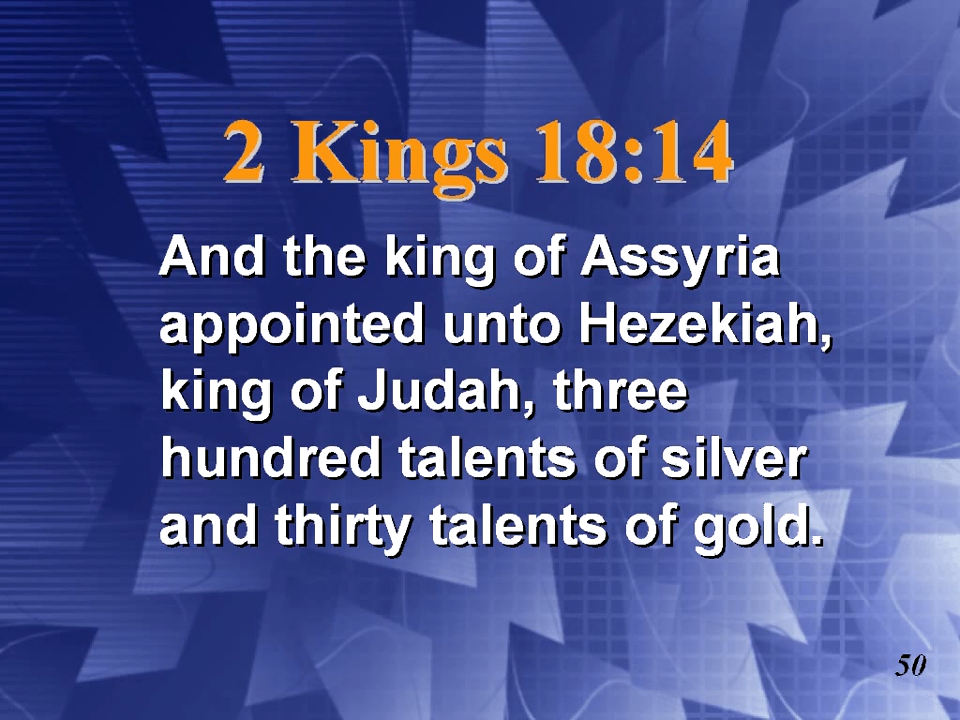 2 Kings 18:14
And the king of Assyria
appointed unto Hezekiah,
king of Judah, three
hundred talents of silver
and thirty talents of gold.
50